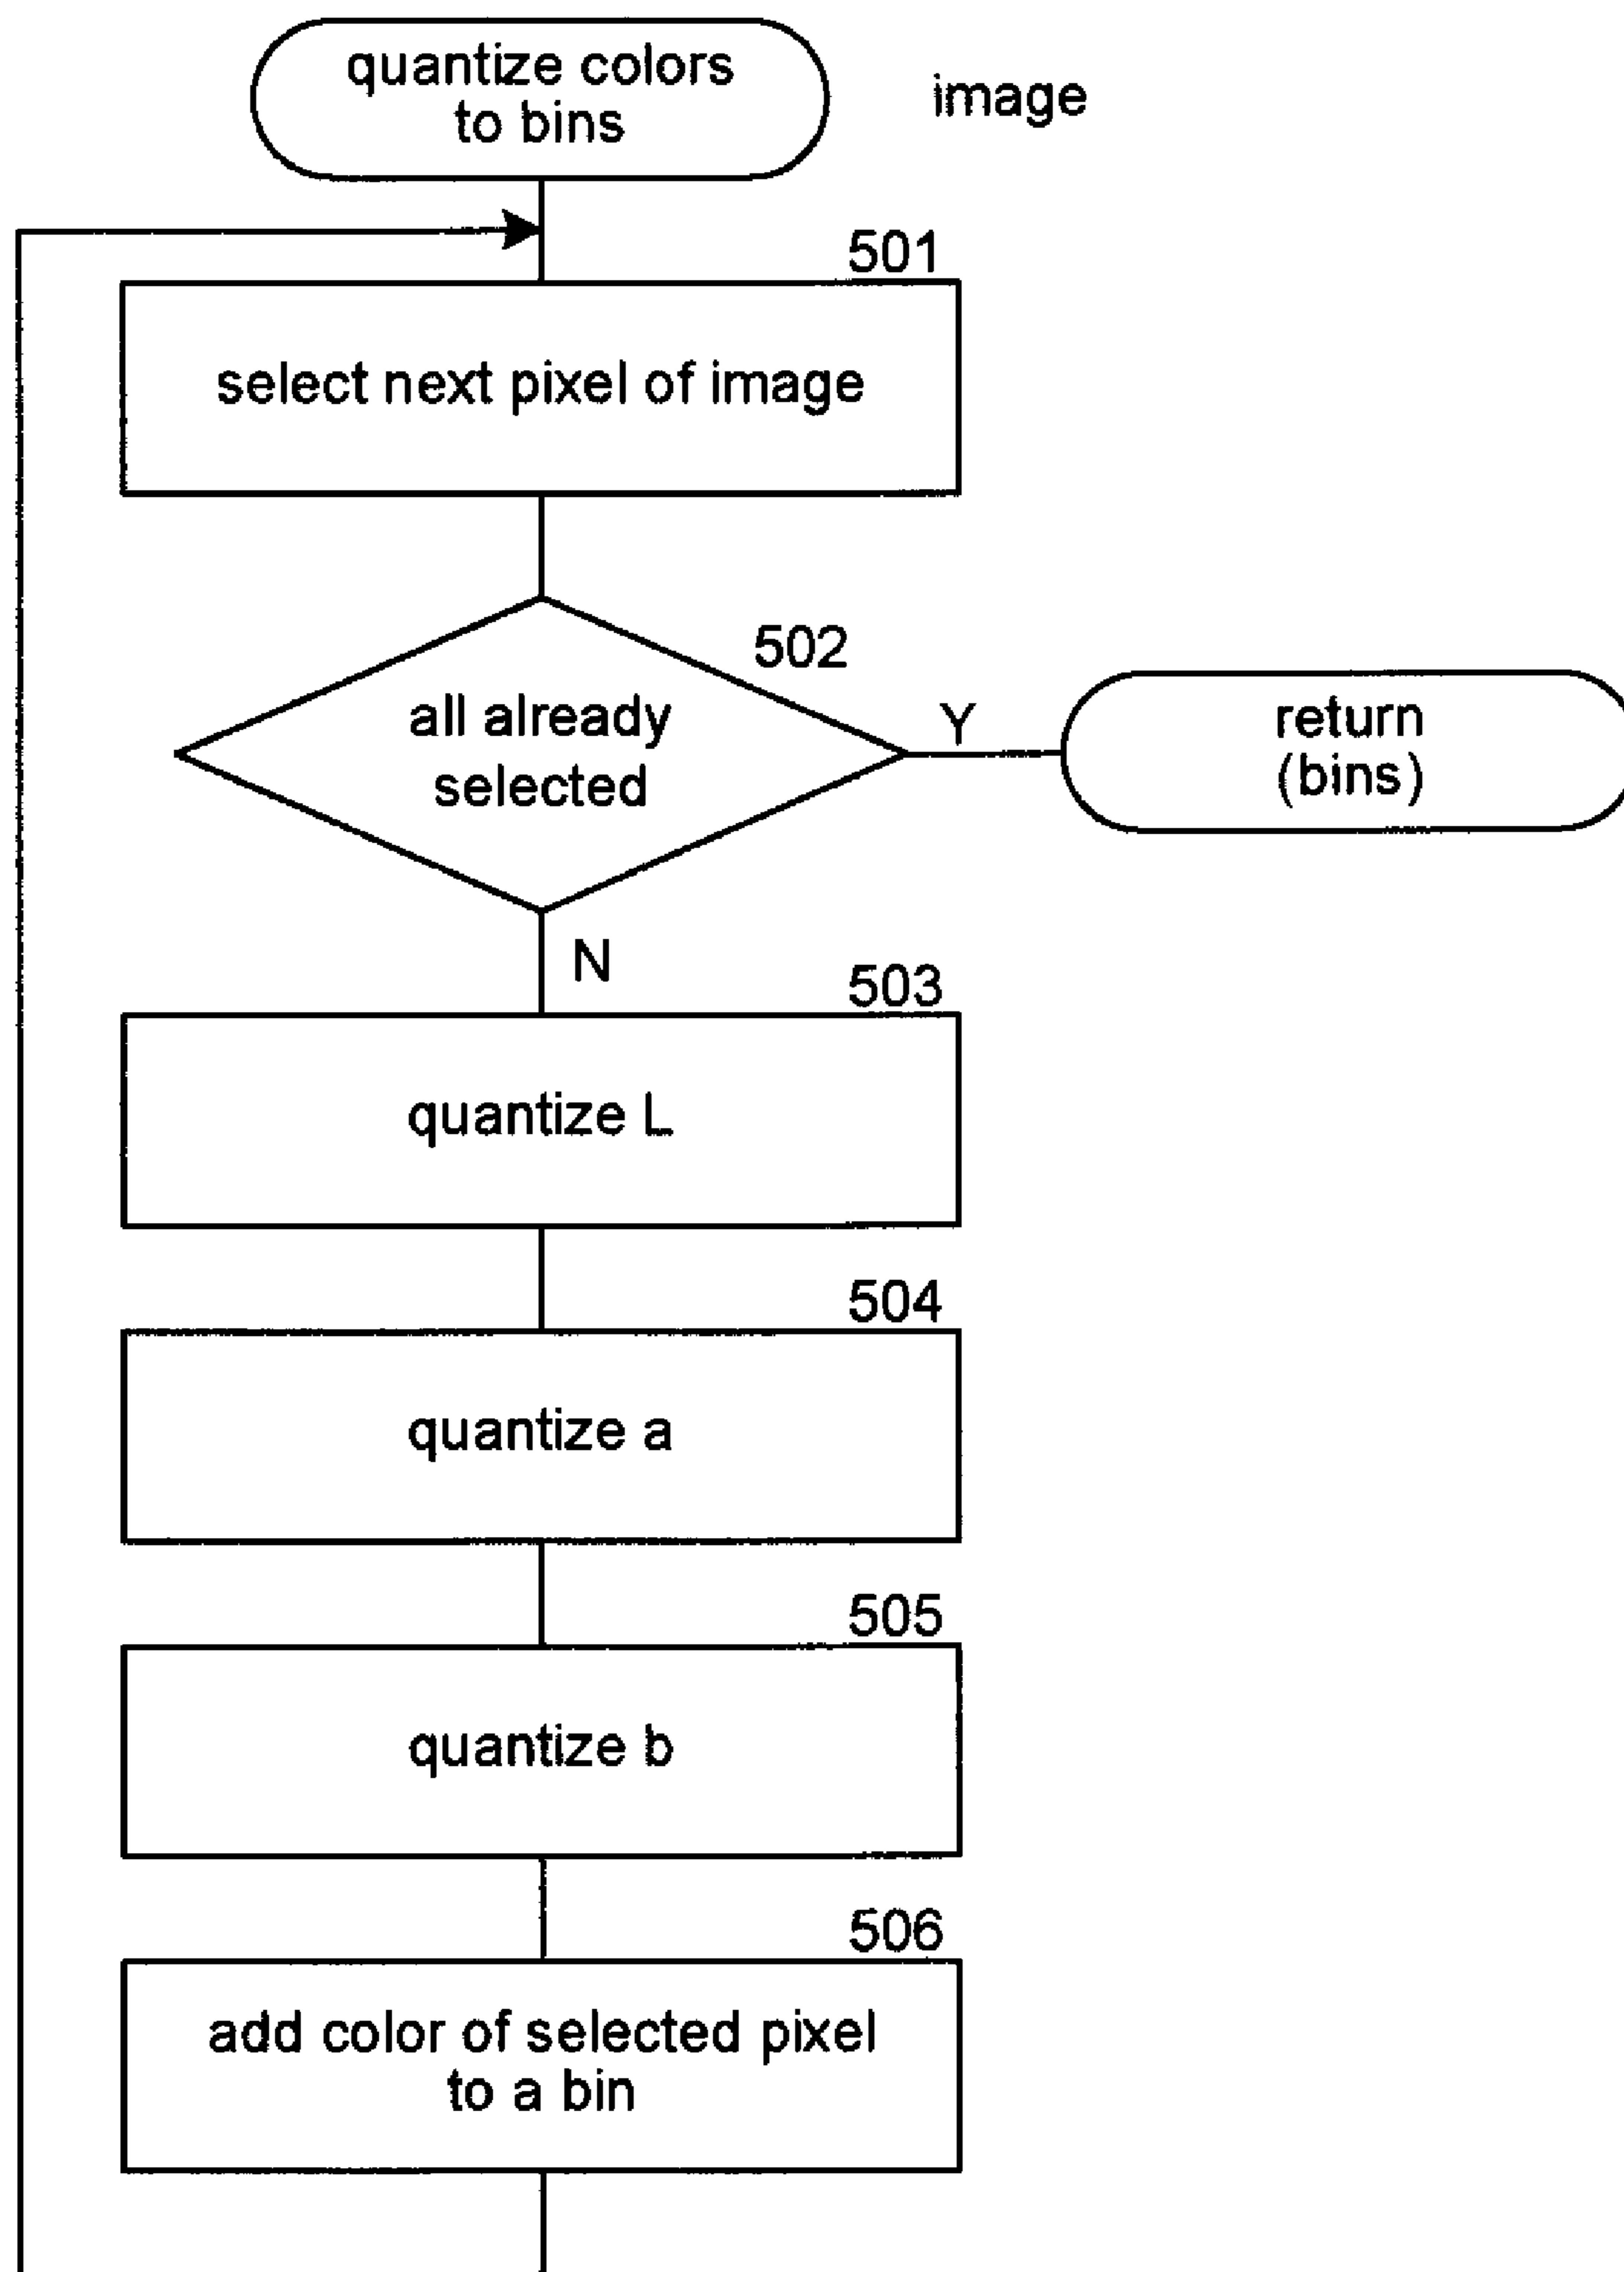 quantize colors
to bins
image
501
select next pixel of image
502
all already
selected
Y
return
(bins)
N
503
quantize L
504
quantize a
505
quantize b
506
add color of selected pixel
to a bin